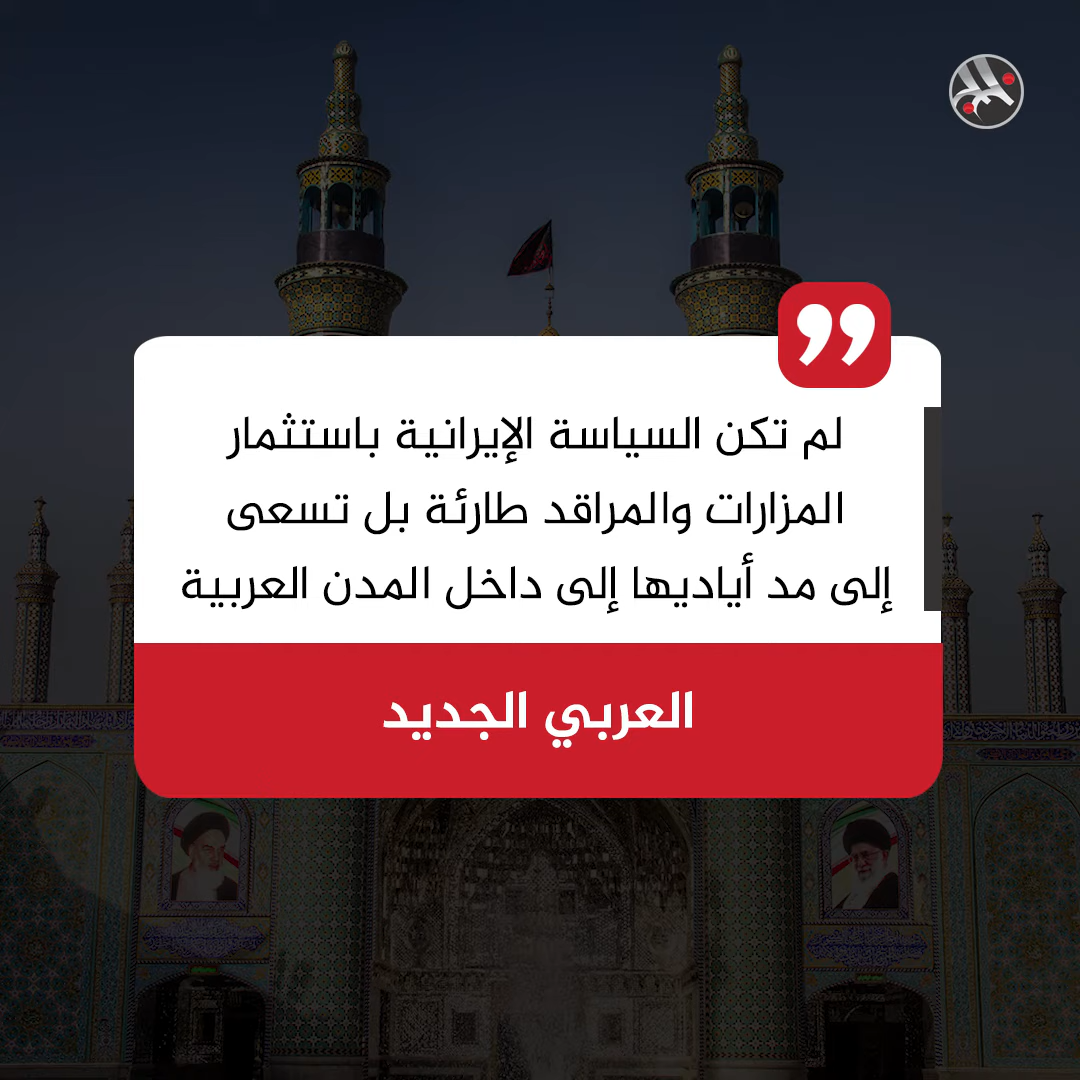 لم تكن السياسة الإيرانية باستثمار
المزارات والمراقد طارئة بل تسعى
إلى مد أياديها إلى داخل المدن العربية
العربي الجديد